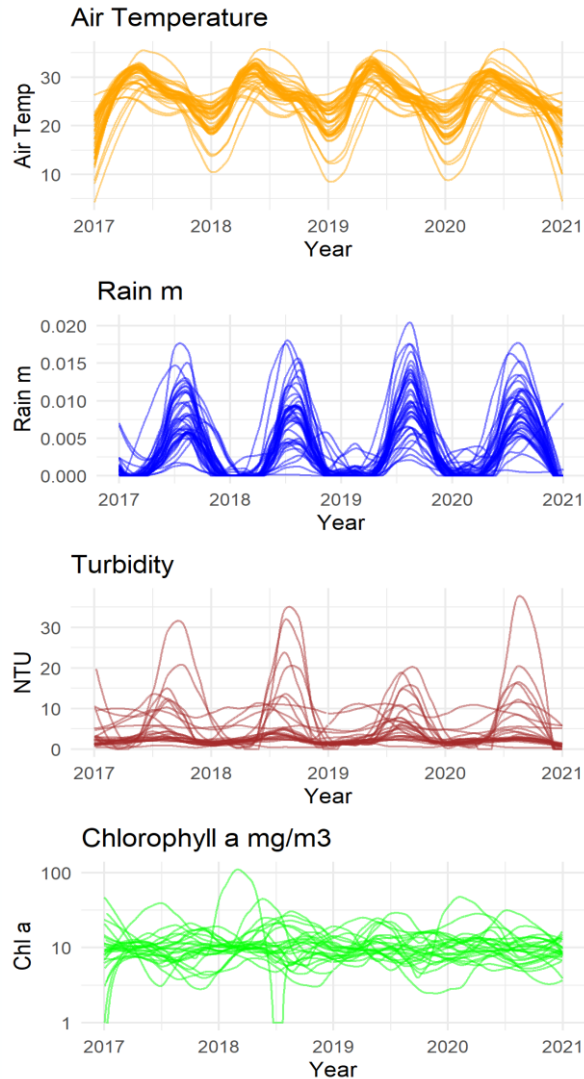 Air Temperature
30
20
10
Air Temp
2017 2018 2019 2020 2021
Year
Rain m
0.020
0.015
0.010
0.005
0.000
Rain m
2017 2018 2019 2020 2021
Year
Turbidity
30
20
10
0
NTU
2017 2018 2019 2020 2021
Year
Chlorophyll a mg/m3
100
10
1
Chl a
2017 2018 2019 2020 2021
Year